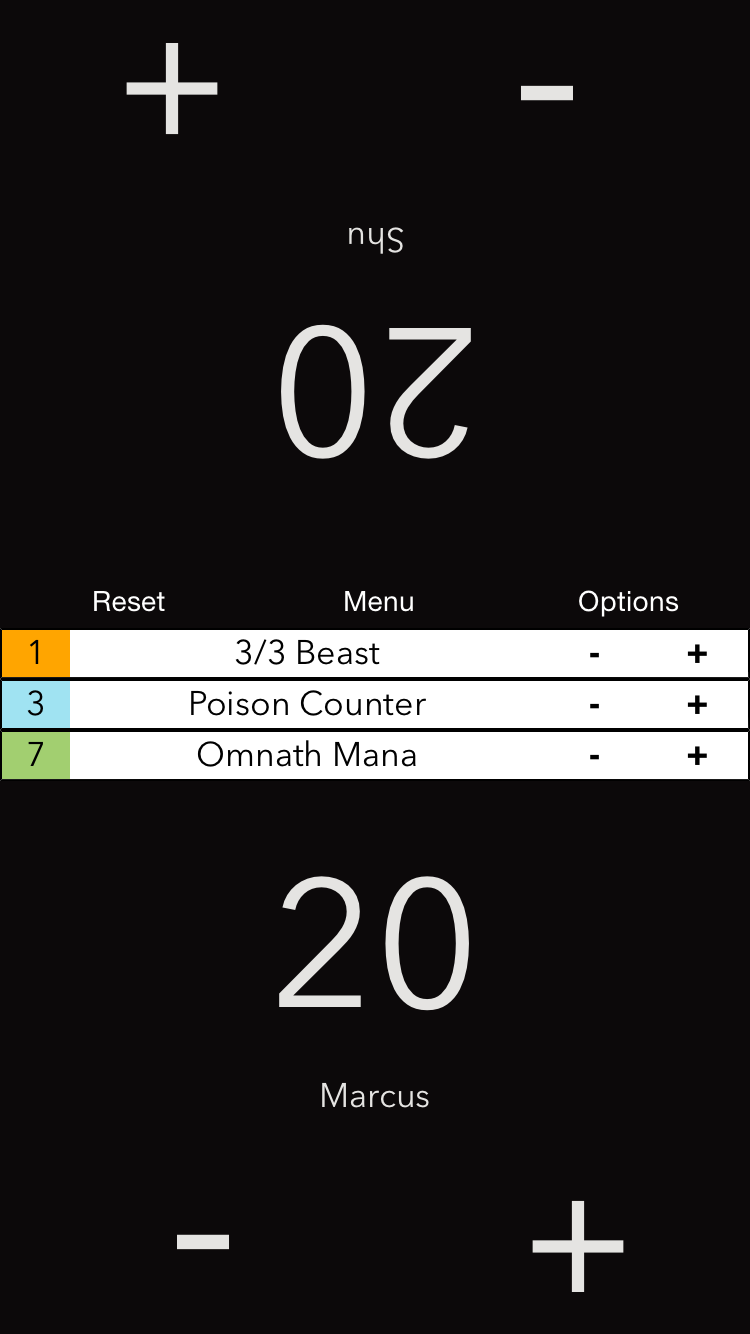 + -
Shu
20
Reset Menu Options
1 3/3 Beast - +
3 Poison Counter - +
7 Omnath Mana - +
20
Marcus
- +